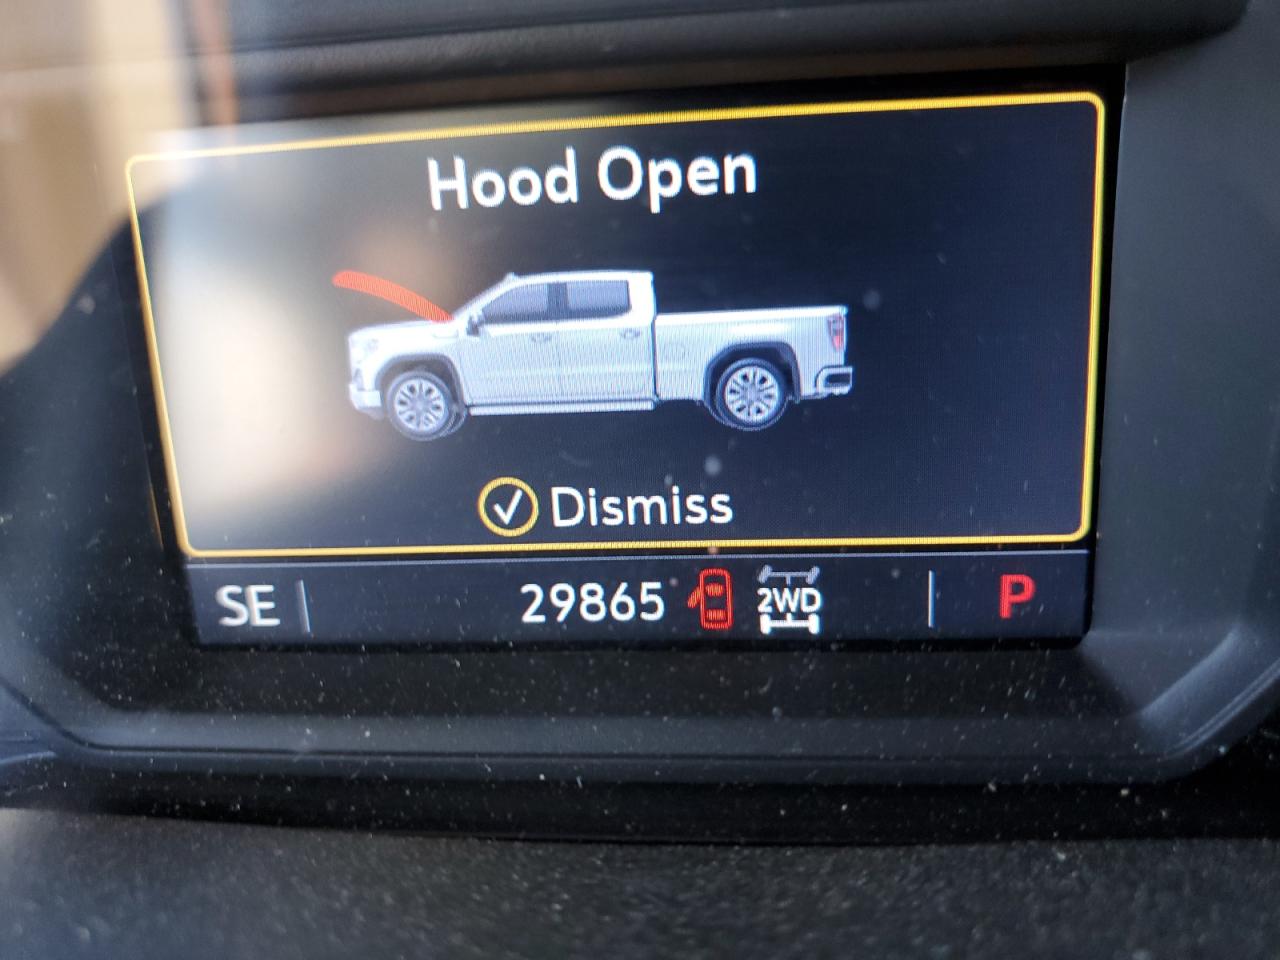 Hood Open
Dismiss
SE
29865
2WD
P